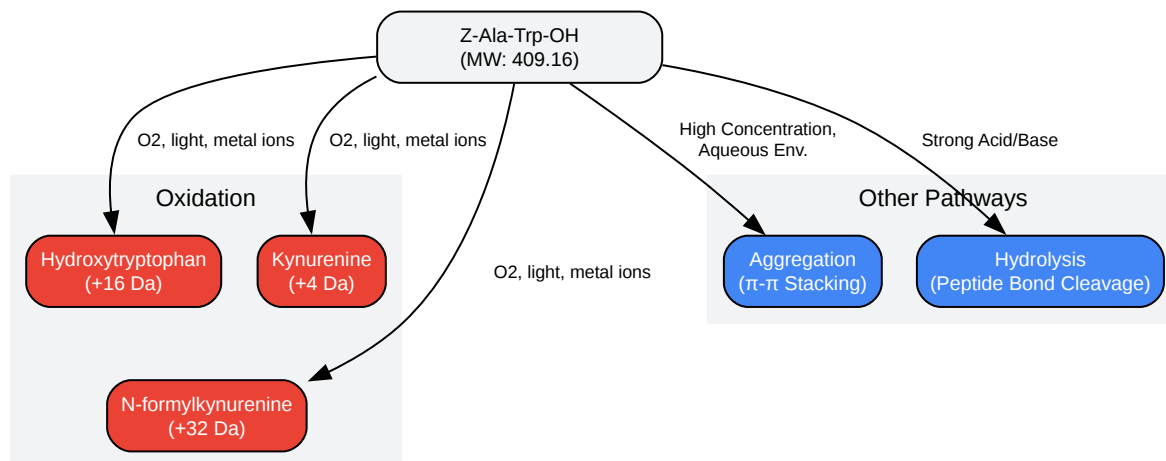 Z-Ala-Trp-OH
(MW: 409.16)
O2, light, metal ions
O2, light, metal ions
High Concentration,
Aqueous Env.
Strong Acid/Base
Oxidation
Other Pathways
Hydroxytryptophan
(+16 Da)
Kynurenine
(+4 Da)
Aggregation
(π-π Stacking)
Hydrolysis
(Peptide Bond Cleavage)
O2, light, metal ions
N-formylkynurenine
(+32 Da)